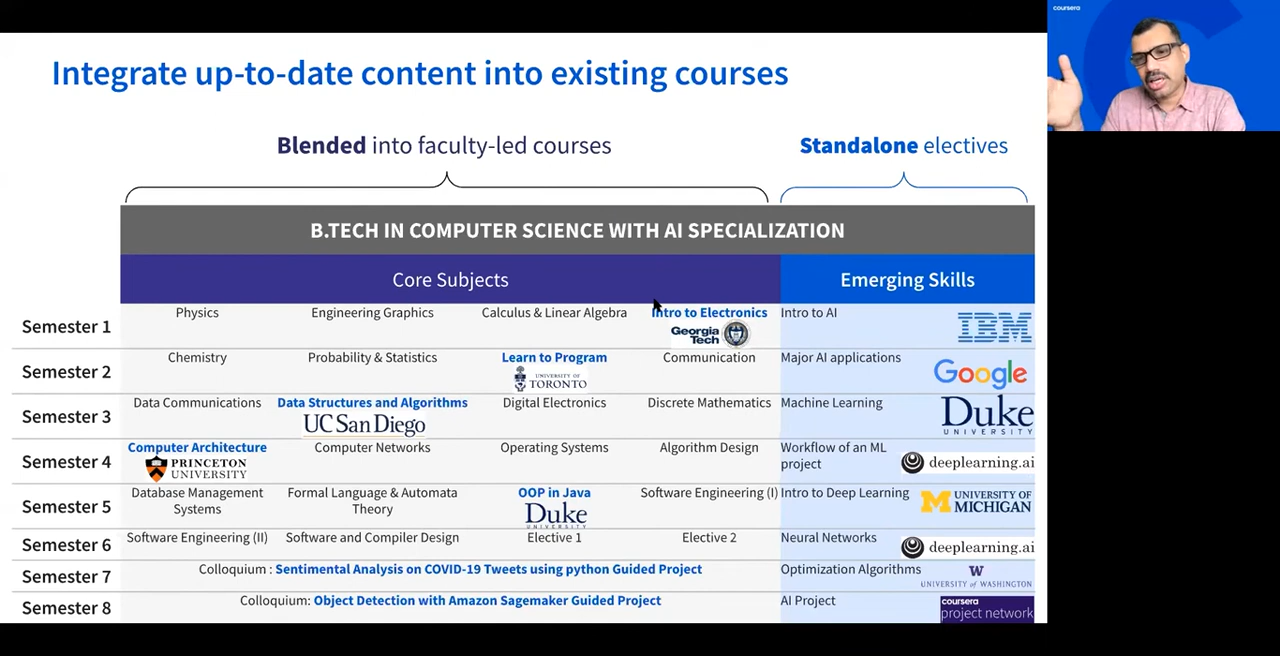 coursera
Integrate up-to-date content into existing courses
Blended into faculty-led courses
Standalone electives
B.TECH IN COMPUTER SCIENCE WITH AI SPECIALIZATION
Core Subjects
Emerging Skills
Semester 1
Physics
Engineering Graphics
Calculus & Linear Algebra
Intro to Electronics
Georgia
Tech
Intro to AI
IBM
Semester 2
Chemistry
Probability & Statistics
Learn to Program
UNIVERSITY OF
TORONTO
Communication
Major AI applications
Google
Semester 3
Data Communications
Data Structures and Algorithms
UC San Diego
Digital Electronics
Discrete Mathematics
Machine Learning
Duke
UNIVERSITY
Semester 4
Computer Architecture
PRINCETON
UNIVERSITY
Computer Networks
Operating Systems
Algorithm Design
Workflow of an ML
project
deeplearning.ai
Semester 5
Database Management
Systems
Formal Language & Automata
Theory
OOP in Java
Duke
UNIVERSITY
Software Engineering (I)
Intro to Deep Learning
M
UNIVERSITY OF
MICHIGAN
Semester 6
Software Engineering (II)
Software and Compiler Design
Elective 1
Elective 2
Neural Networks
deeplearning.ai
Semester 7
Colloquium : Sentimental Analysis on COVID-19 Tweets using python Guided Project
Optimization Algorithms
W
UNIVERSITY OF WASHINGTON
Semester 8
Colloquium: Object Detection with Amazon Sagemaker Guided Project
AI Project
coursera
project network